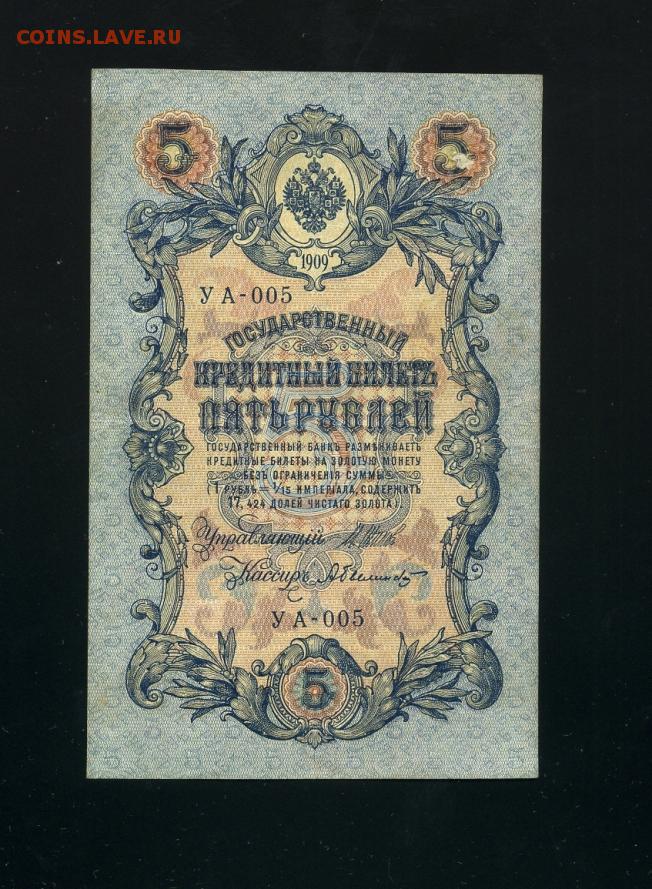 COINS.LAVE.RU
5 5
1909
УА-005
ГОСУДАРСТВЕННЫЙ
КРЕДИТНЫЙ БИЛЕТЪ
ПЯТЬ РУБЛЕЙ
5
ГОСУДАРСТВЕННЫЙ БАНКЪ РАЗМѢНИВАЕТЪ
КРЕДИТНЫЕ БИЛЕТЫ НА ЗОЛОТУЮ МОНЕТУ
БЕЗЪ ОГРАНИЧЕНІЯ СУММЫ
(1 РУБЛЬ = 1/15 ИМПЕРІАЛА, СОДЕРЖИТЪ
17,424 ДОЛЕЙ ЧИСТАГО ЗОЛОТА).
Управляющій
Кассиръ
УА-005
5